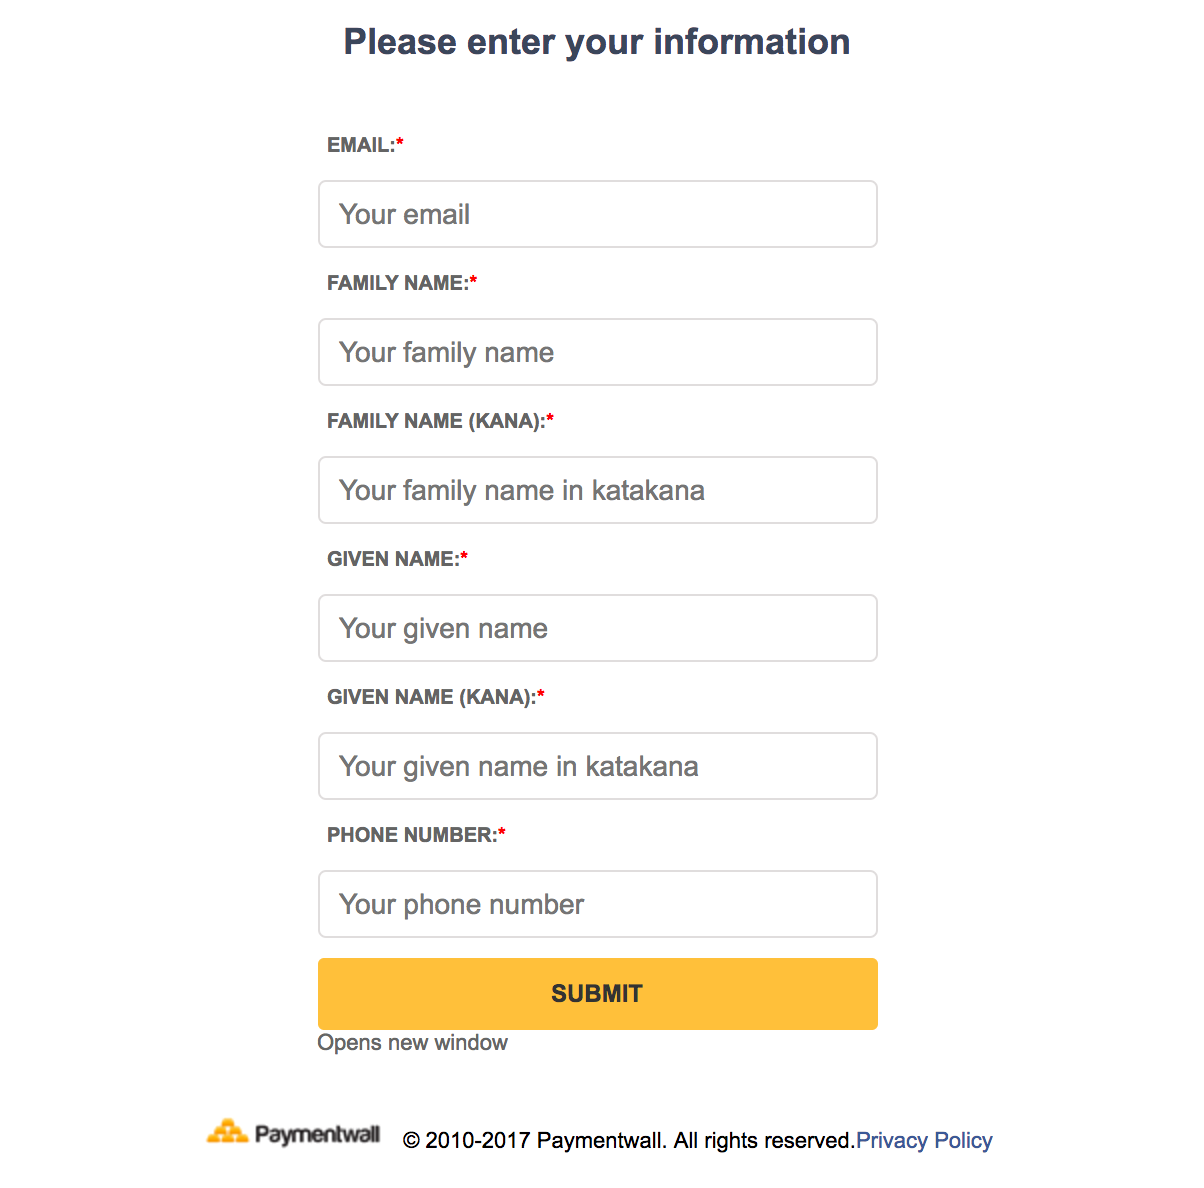 Please enter your information
EMAIL:*
Your email
FAMILY NAME:*
Your family name
FAMILY NAME (KANA):*
Your family name in katakana
GIVEN NAME:*
Your given name
GIVEN NAME (KANA):*
Your given name in katakana
PHONE NUMBER:*
Your phone number
SUBMIT
Opens new window
Paymentwall © 2010-2017 Paymentwall. All rights reserved.Privacy Policy